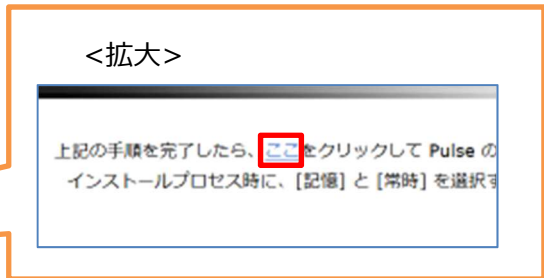 <拡大>
上記の手順を完了したら、ここをクリックして Pulse の
インストールプロセス時に、[記憶] と [常時] を選択す